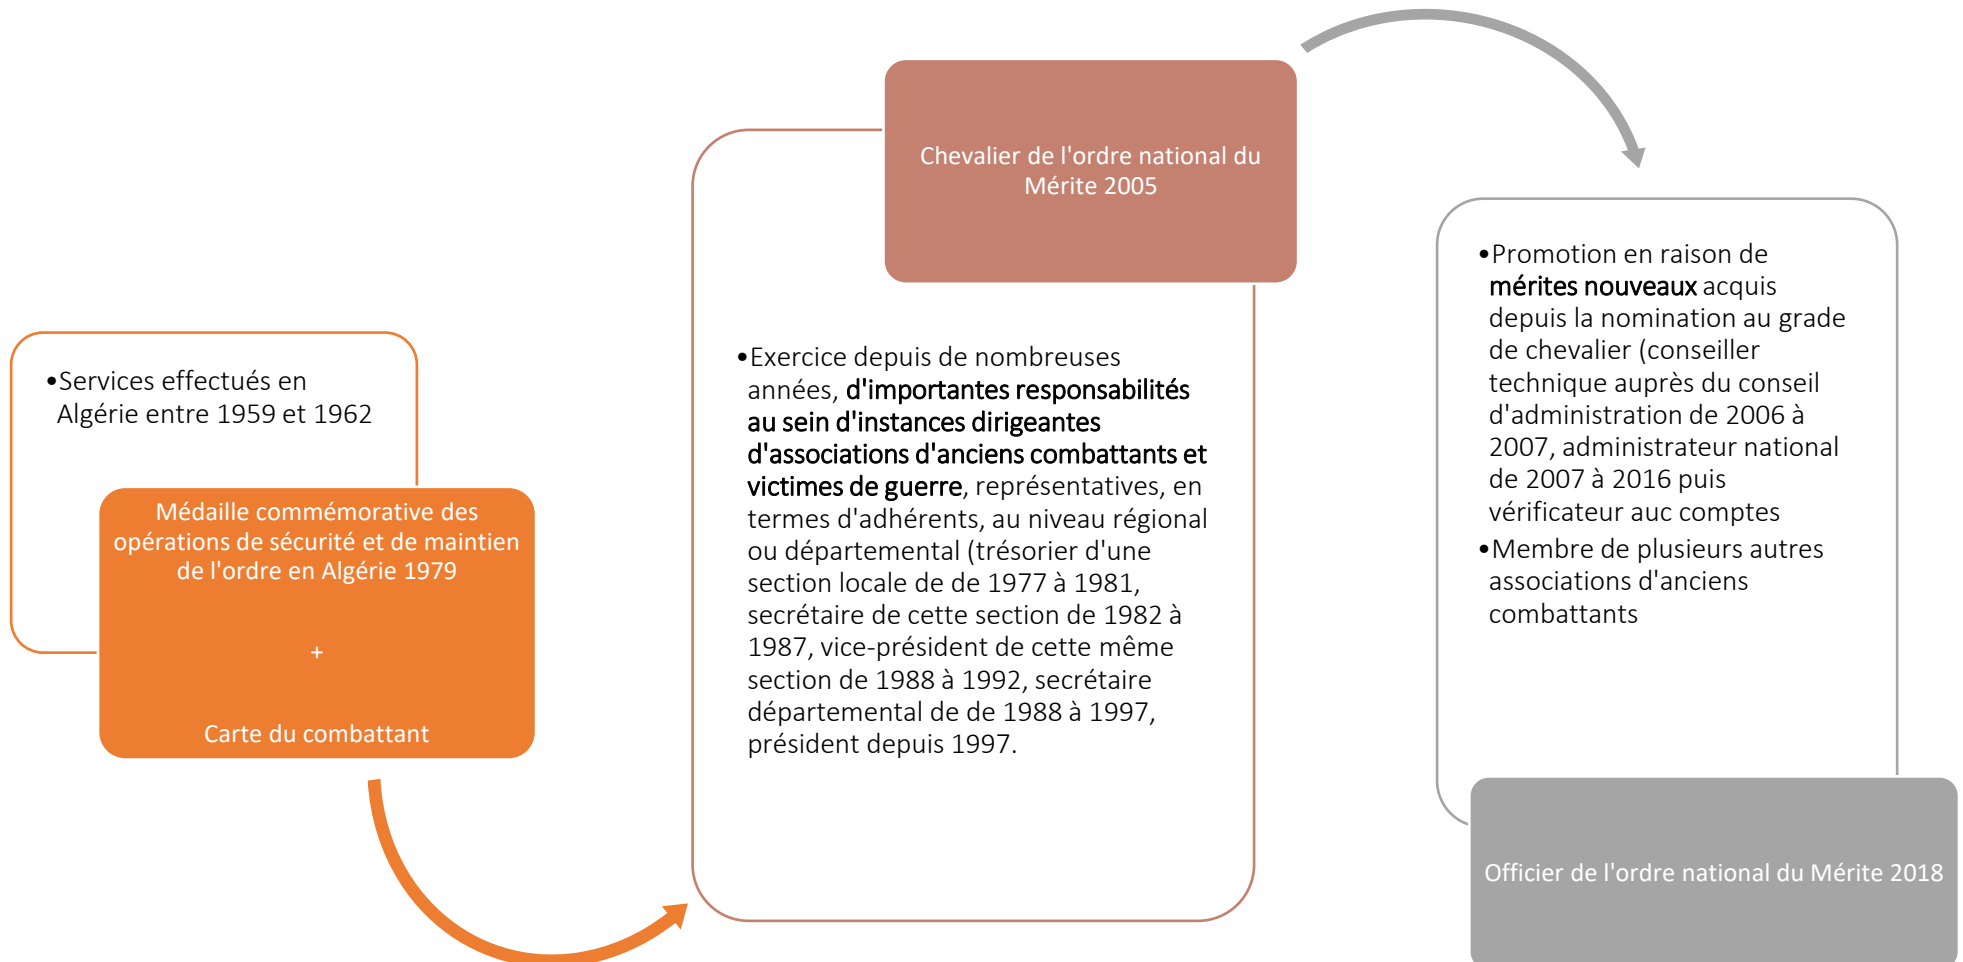 •Services effectués en
Algérie entre 1959 et 1962
Médaille commémorative des
opérations de sécurité et de maintien
de l'ordre en Algérie 1979
+
Carte du combattant
Chevalier de l'ordre national du
Mérite 2005
•Exercice depuis de nombreuses
années, d'importantes responsabilités
au sein d'instances dirigeantes
d'associations d'anciens combattants et
victimes de guerre, représentatives, en
termes d'adhérents, au niveau régional
ou départemental (trésorier d'une
section locale de de 1977 à 1981,
secrétaire de cette section de 1982 à
1987, vice-président de cette même
section de 1988 à 1992, secrétaire
départemental de de 1988 à 1997,
président depuis 1997.
•Promotion en raison de
mérites nouveaux acquis
depuis la nomination au grade
de chevalier (conseiller
technique auprès du conseil
d'administration de 2006 à
2007, administrateur national
de 2007 à 2016 puis
vérificateur auc comptes
•Membre de plusieurs autres
associations d'anciens
combattants
Officier de l'ordre national du Mérite 2018